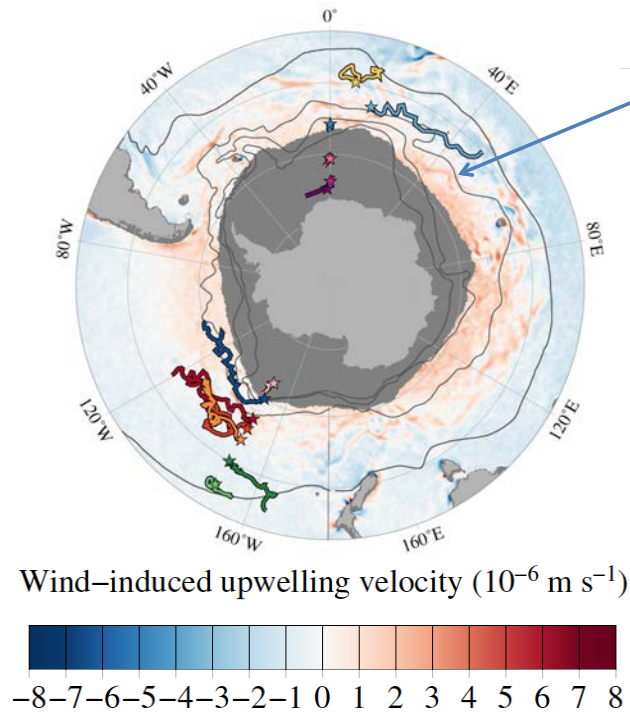 0°
40°W
40°E
80°W
80°E
120°W
120°E
160°W
160°E
Wind−induced upwelling velocity (10⁻⁶ m s⁻¹)
−8 −7 −6 −5 −4 −3 −2 −1 0 1 2 3 4 5 6 7 8